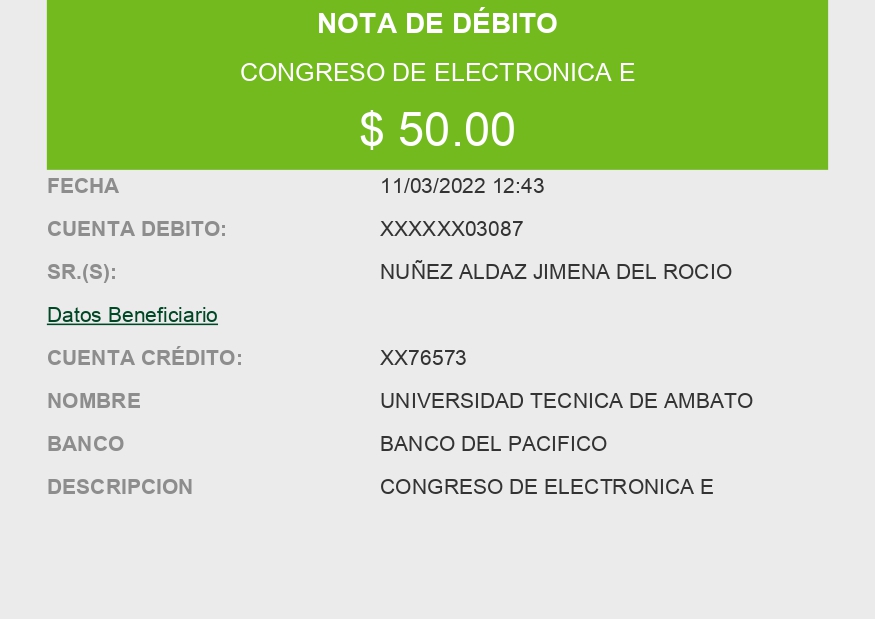 NOTA DE DÉBITO
CONGRESO DE ELECTRONICA E
$ 50.00
FECHA 11/03/2022 12:43
CUENTA DEBITO: XXXXXX03087
SR.(S): NUÑEZ ALDAZ JIMENA DEL ROCIO
Datos Beneficiario
CUENTA CRÉDITO: XX76573
NOMBRE UNIVERSIDAD TECNICA DE AMBATO
BANCO BANCO DEL PACIFICO
DESCRIPCION CONGRESO DE ELECTRONICA E